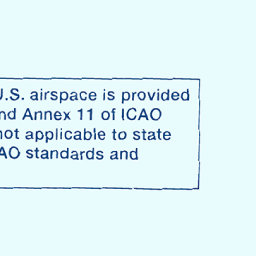 U.S. airspace is provided
nd Annex 11 of ICAO
not applicable to state
AO standards and